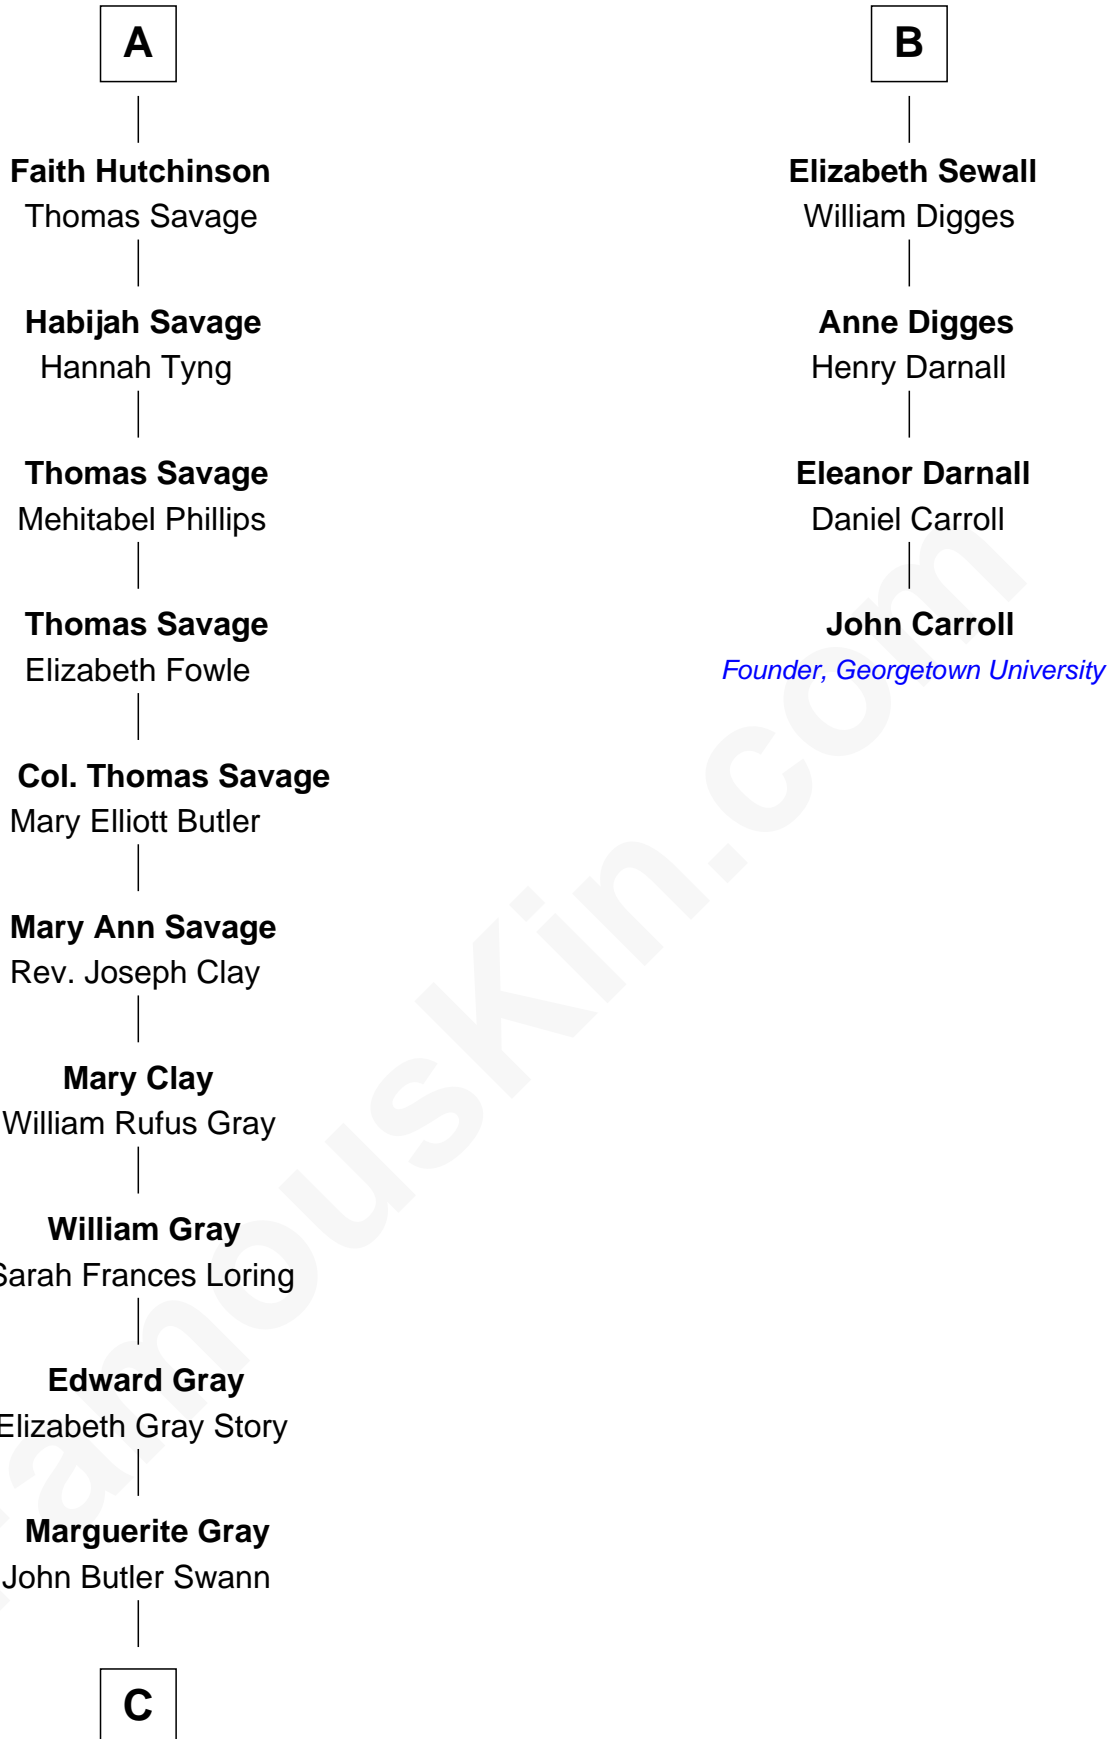 A
Faith Hutchinson
Thomas Savage
Habijah Savage
Hannah Tyng
Thomas Savage
Mehitabel Phillips
Thomas Savage
Elizabeth Fowle
Col. Thomas Savage
Mary Elliott Butler
Mary Ann Savage
Rev. Joseph Clay
Mary Clay
William Rufus Gray
William Gray
Sarah Frances Loring
Edward Gray
Elizabeth Gray Story
Marguerite Gray
John Butler Swann
C
B
Elizabeth Sewall
William Digges
Anne Digges
Henry Darnall
Eleanor Darnall
Daniel Carroll
John Carroll
Founder, Georgetown University
FamousKin.com